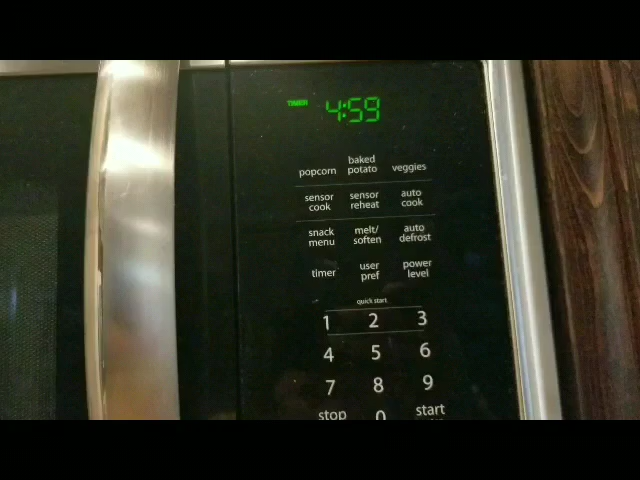 TIMER 4:59
popcorn baked potato veggies
sensor cook sensor reheat auto cook
snack menu melt/ soften auto defrost
timer user pref power level
quick start
1 2 3
4 5 6
7 8 9
stop 0 start